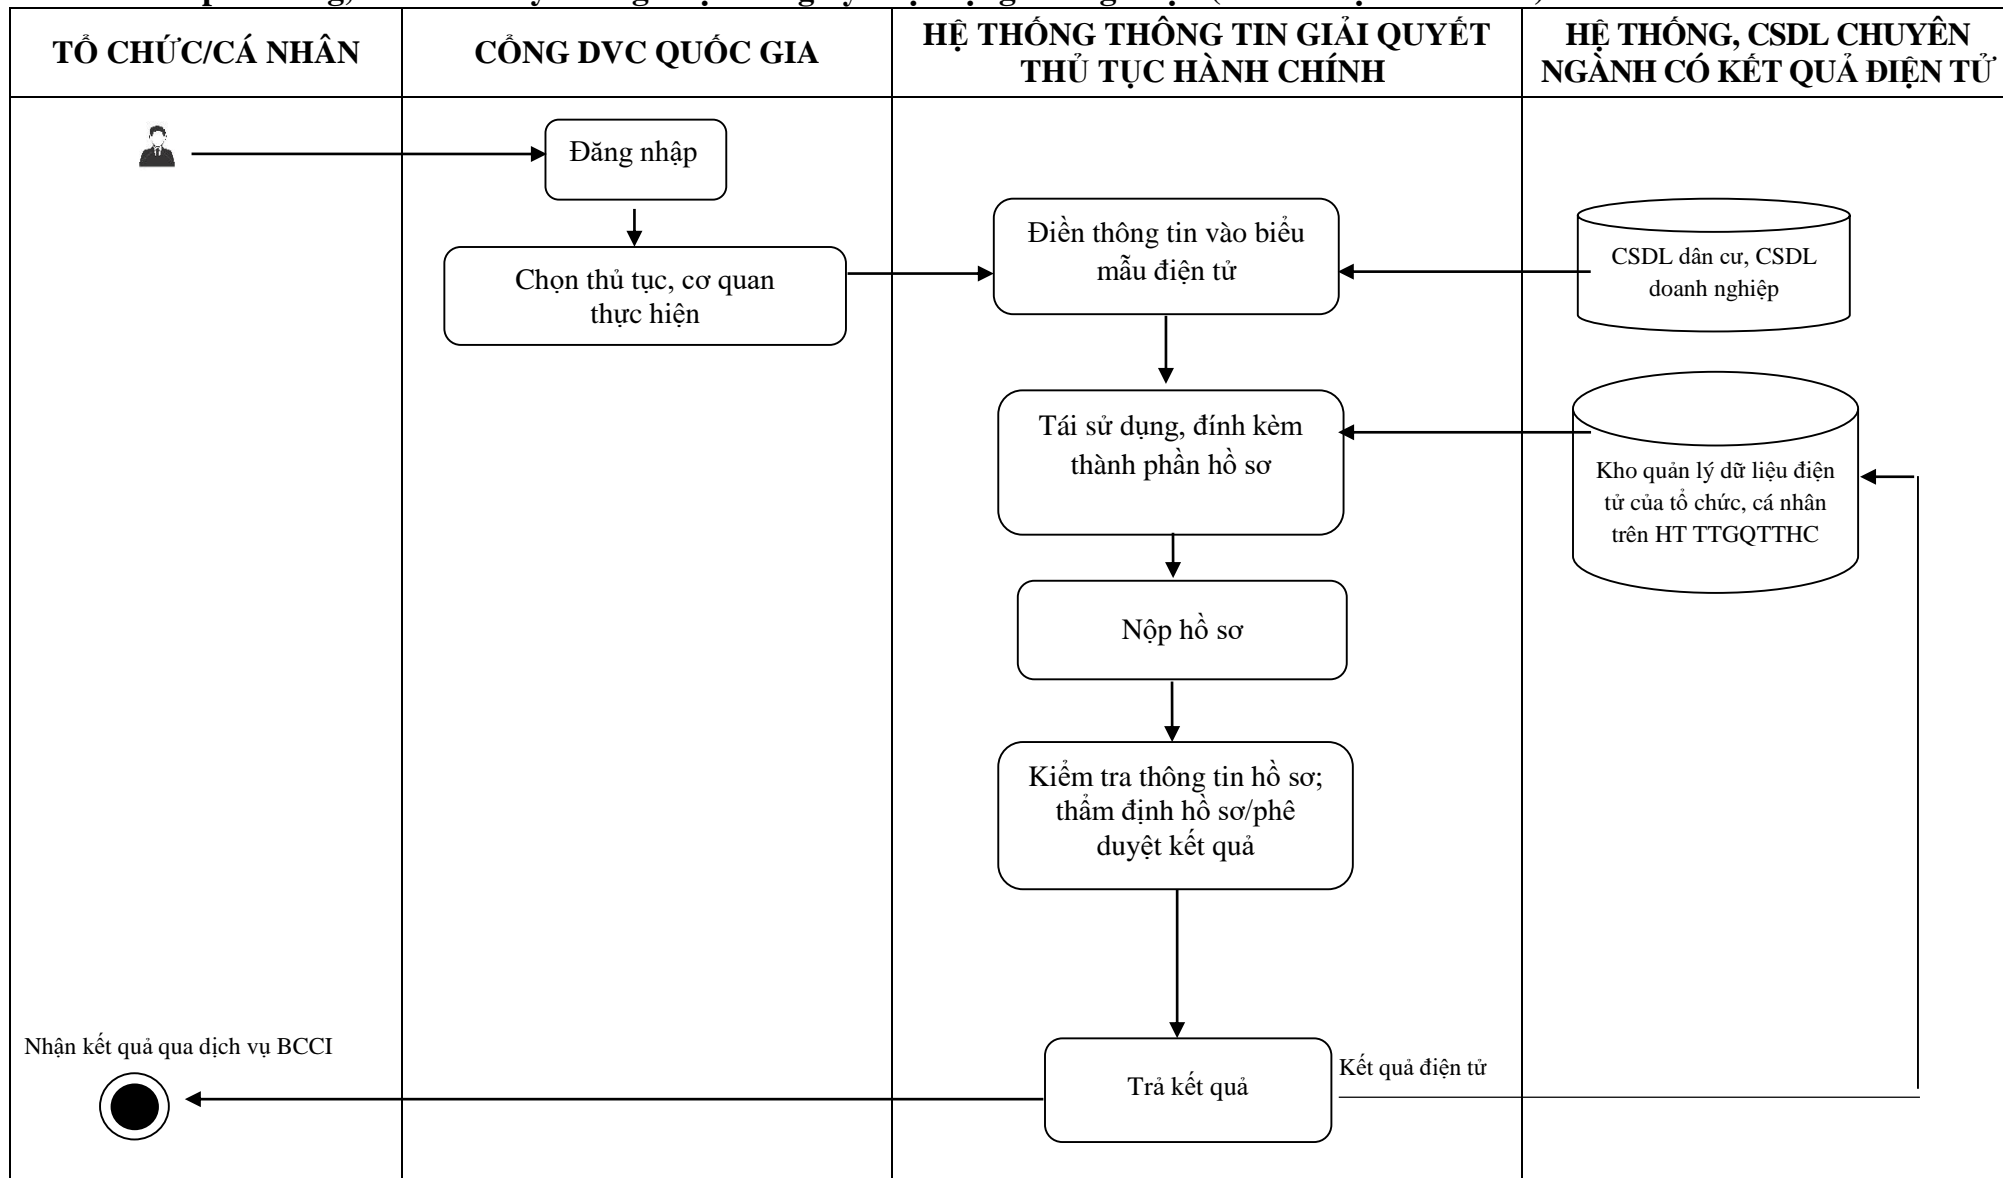 TỔ CHỨC/CÁ NHÂN
CỔNG DVC QUỐC GIA
HỆ THỐNG THÔNG TIN GIẢI QUYẾT
THỦ TỤC HÀNH CHÍNH
HỆ THỐNG, CSDL CHUYÊN
NGÀNH CÓ KẾT QUẢ ĐIỆN TỬ
Đăng nhập
Chọn thủ tục, cơ quan
thực hiện
Điền thông tin vào biểu
mẫu điện tử
CSDL dân cư, CSDL
doanh nghiệp
Tái sử dụng, đính kèm
thành phần hồ sơ
Kho quản lý dữ liệu điện
tử của tổ chức, cá nhân
trên HT TTGQTTHC
Nộp hồ sơ
Kiểm tra thông tin hồ sơ;
thẩm định hồ sơ/phê
duyệt kết quả
Nhận kết quả qua dịch vụ BCCI
Trả kết quả
Kết quả điện tử